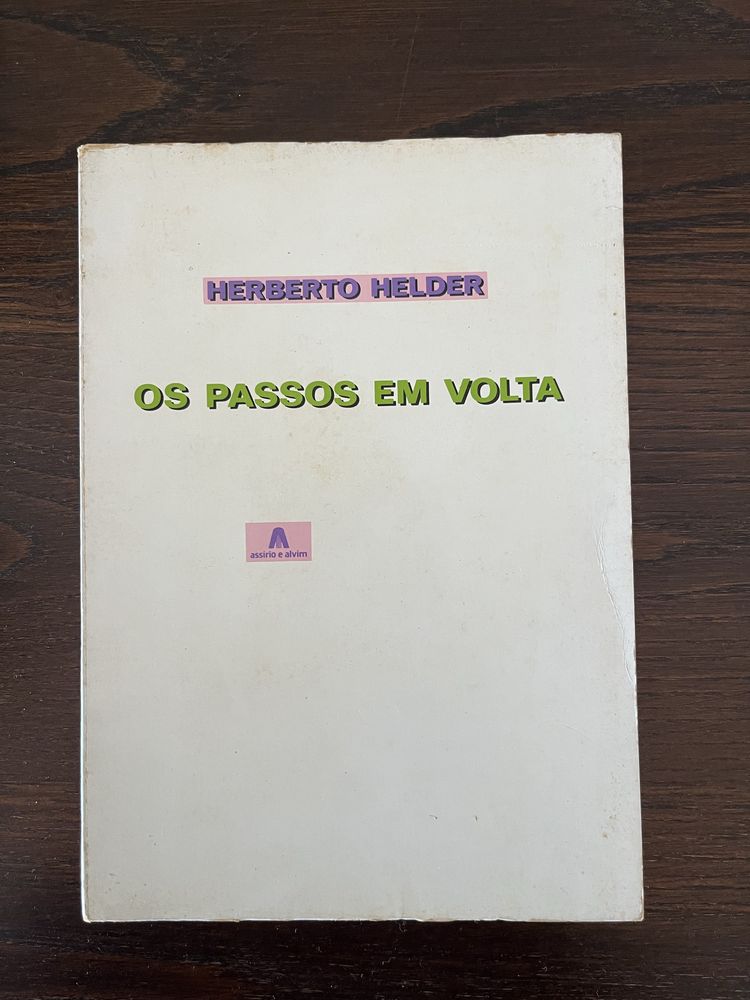 HERBERTO HELDER
OS PASSOS EM VOLTA
assírio e alvim